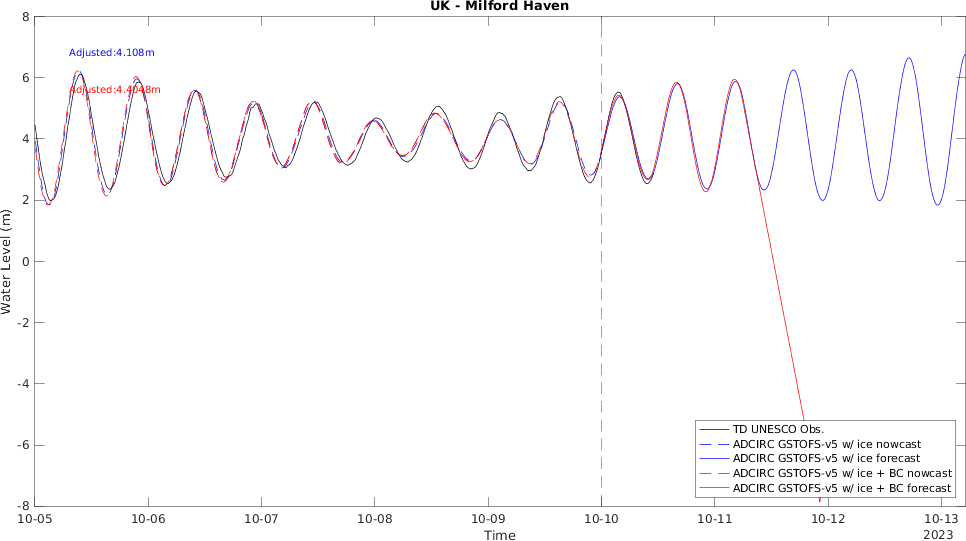 UK - Milford Haven
8
Adjusted:4.108m
6
Adjusted:4.4048m
4
2
0
-2
-4
-6
-8
Water Level (m)
TD UNESCO Obs.
ADCIRC GSTOFS-v5 w/ ice nowcast
ADCIRC GSTOFS-v5 w/ ice forecast
ADCIRC GSTOFS-v5 w/ice + BC nowcast
ADCIRC GSTOFS-v5 w/ice + BC forecast
10-05 10-06 10-07 10-08 10-09 10-10 10-11 10-12 10-13
Time
2023